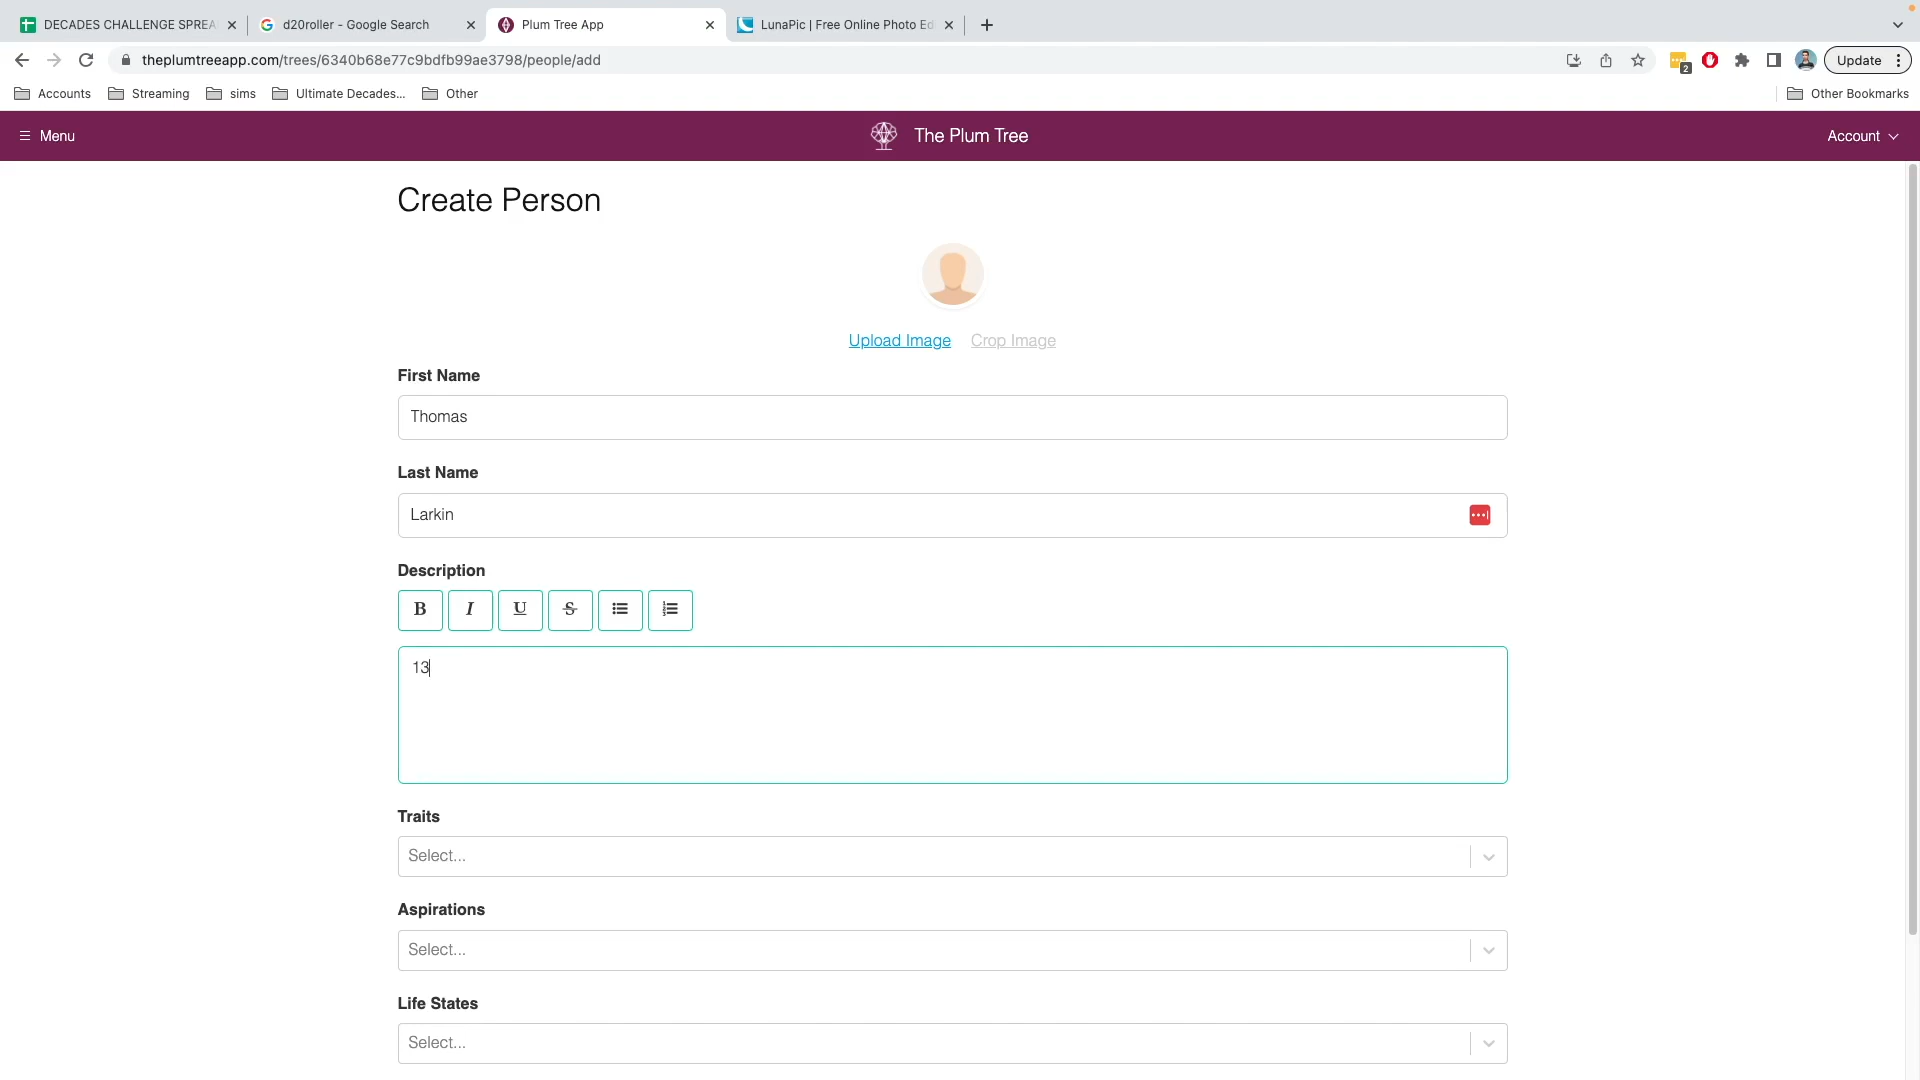 DECADES CHALLENGE SPREA
d20roller - Google Search
Plum Tree App
LunaPic | Free Online Photo Ed
theplumtreeapp.com/trees/6340b68e77c9bdfb99ae3798/people/add
2
Update
Accounts
Streaming
sims
Ultimate Decades...
Other
Other Bookmarks
Menu
The Plum Tree
Account
Create Person
Upload Image
Crop Image
First Name
Thomas
Last Name
Larkin
Description
B I U S
13
Traits
Select...
Aspirations
Select...
Life States
Select...